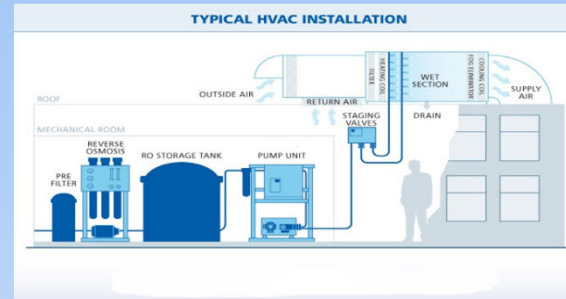 TYPICAL HVAC INSTALLATION
OUTSIDE AIR
FILTER
HEATING COIL
WET
SECTION
FOG ELIMINATOR
COOLING COIL
SUPPLY
AIR
ROOF
RETURN AIR
DRAIN
STAGING
VALVES
MECHANICAL ROOM
REVERSE
OSMOSIS
RO STORAGE TANK
PUMP UNIT
PRE
FILTER